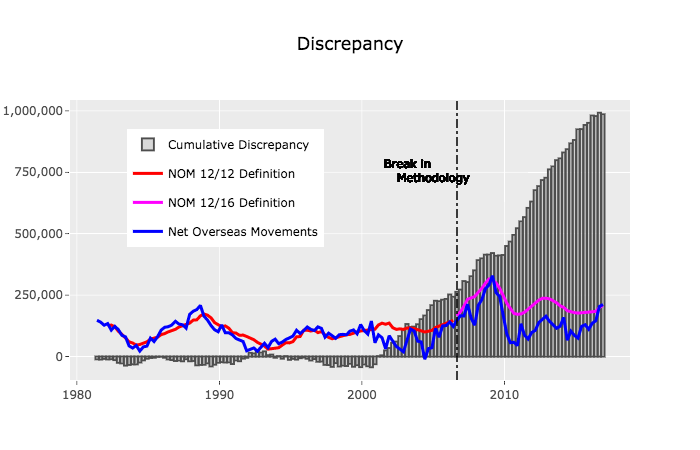 Discrepancy
1,000,000
750,000
500,000
250,000
0
Cumulative Discrepancy
NOM 12/12 Definition
NOM 12/16 Definition
Net Overseas Movements
Break in
Methodology
1980
1990
2000
2010